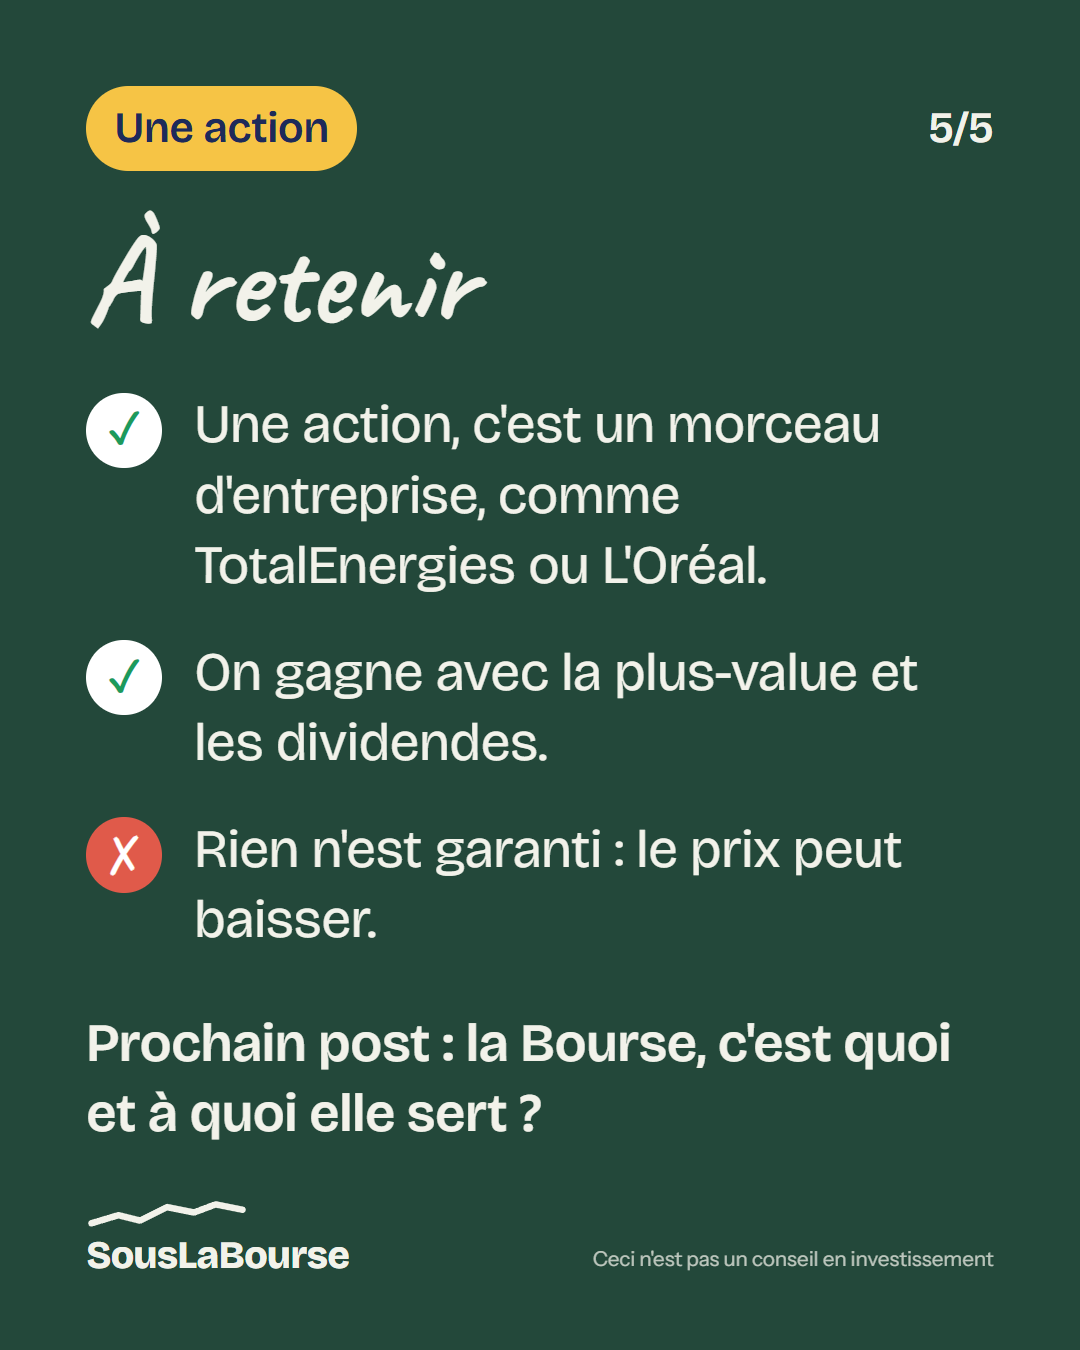 Une action
5/5
À retenir
✓ Une action, c'est un morceau
d'entreprise, comme
TotalEnergies ou L'Oréal.
✓ On gagne avec la plus-value et
les dividendes.
✗ Rien n'est garanti : le prix peut
baisser.
Prochain post : la Bourse, c'est quoi
et à quoi elle sert ?
SousLaBourse
Ceci n'est pas un conseil en investissement